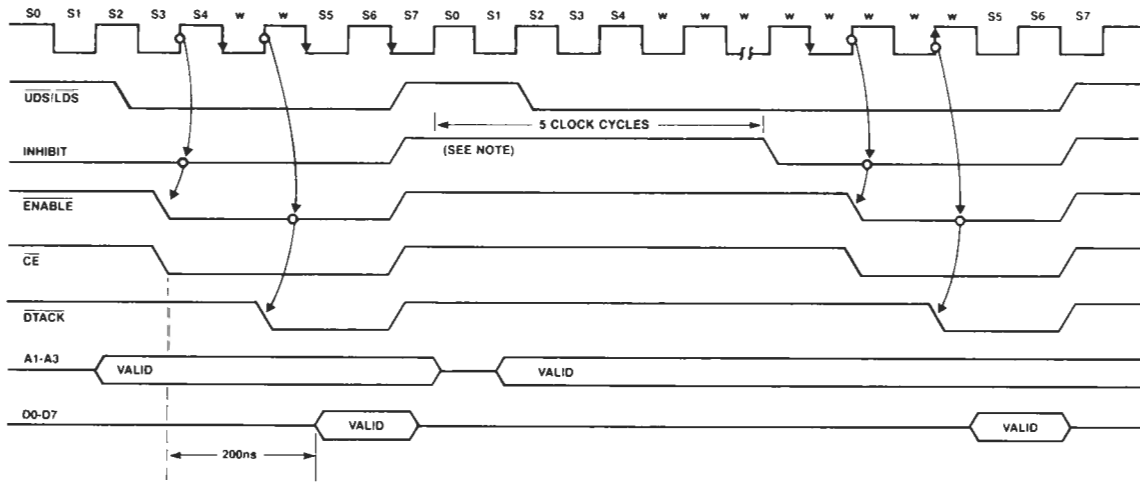 S0 S1 S2 S3 S4 w w S5 S6 S7 S0 S1 S2 S3 S4 w w w w w w w w S5 S6 S7
UDS/LDS
5 CLOCK CYCLES
INHIBIT
(SEE NOTE)
ENABLE
CE
DTACK
A1-A3
VALID
VALID
D0-D7
VALID
VALID
200ns